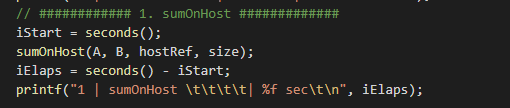 // ############ 1. sumOnHost #############
iStart = seconds();
sumOnHost(A, B, hostRef, size);
iElaps = seconds() - iStart;
printf("1 | sumOnHost \t\t\t\t| %f sec\t\n", iElaps);